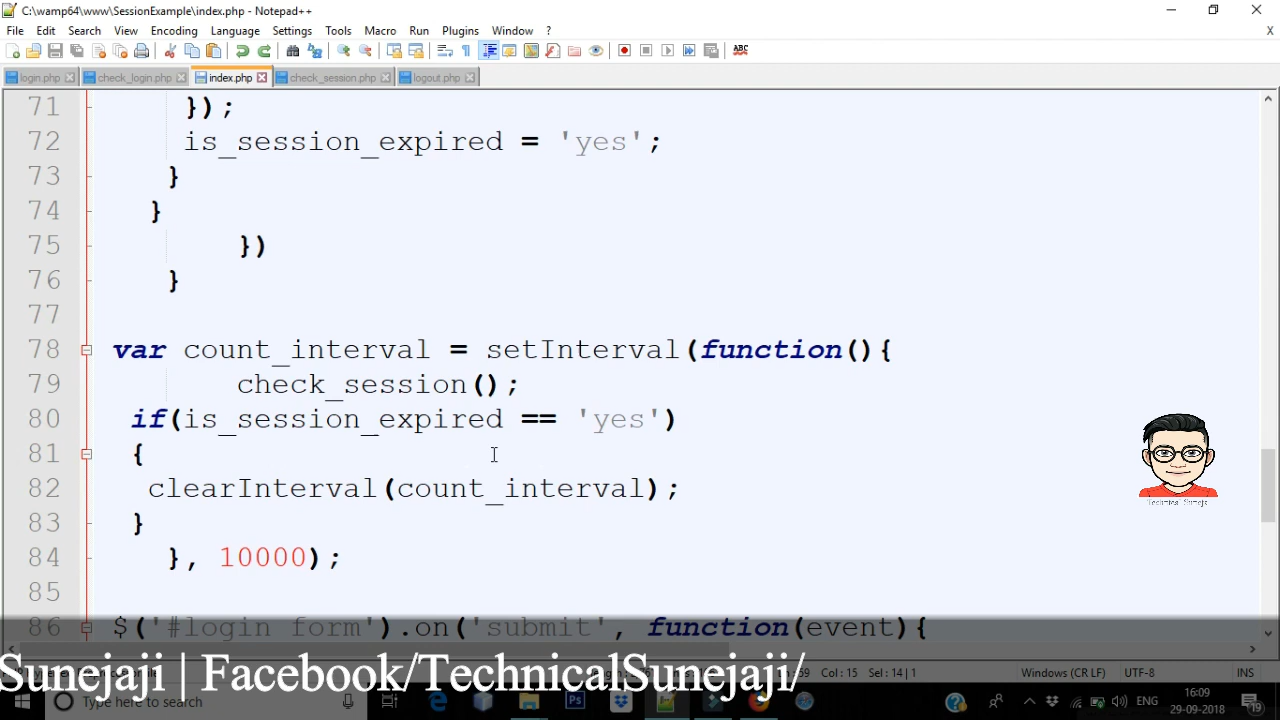 C:\wamp64\www\SessionExample\index.php - Notepad++
File Edit Search View Encoding Language Settings Tools Macro Run Plugins Window ? X
login.php check_login.php index.php check_session.php logout.php
71 });
72 is_session_expired = 'yes';
73 }
74 }
75 })
76 }
77
78 var count_interval = setInterval(function(){
79 check_session();
80 if(is_session_expired == 'yes')
81 {
82 clearInterval(count_interval);
83 }
84 }, 10000);
85
86 $('#login_form').on('submit', function(event){
Technical Suneja
Sunejaji | Facebook/TechnicalSunejaji/
Col : 15 Sel : 14 | 1 Windows (CR LF) UTF-8 INS
Type here to search
ENG
16:09
29-09-2018
19